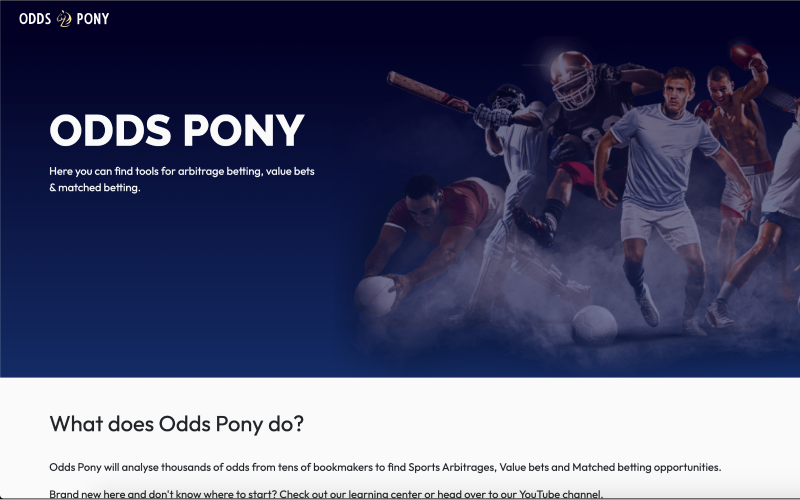 ODDS PONY
ODDS PONY
Here you can find tools for arbitrage betting, value bets
& matched betting.
What does Odds Pony do?
Odds Pony will analyse thousands of odds from tens of bookmakers to find Sports Arbitrages, Value bets and Matched betting opportunities.
Brand new here and don't know where to start? Check out our learning center or head over to our YouTube channel.